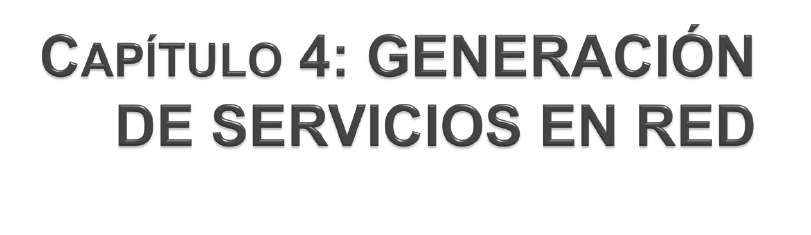 CAPÍTULO 4: GENERACIÓN
DE SERVICIOS EN RED